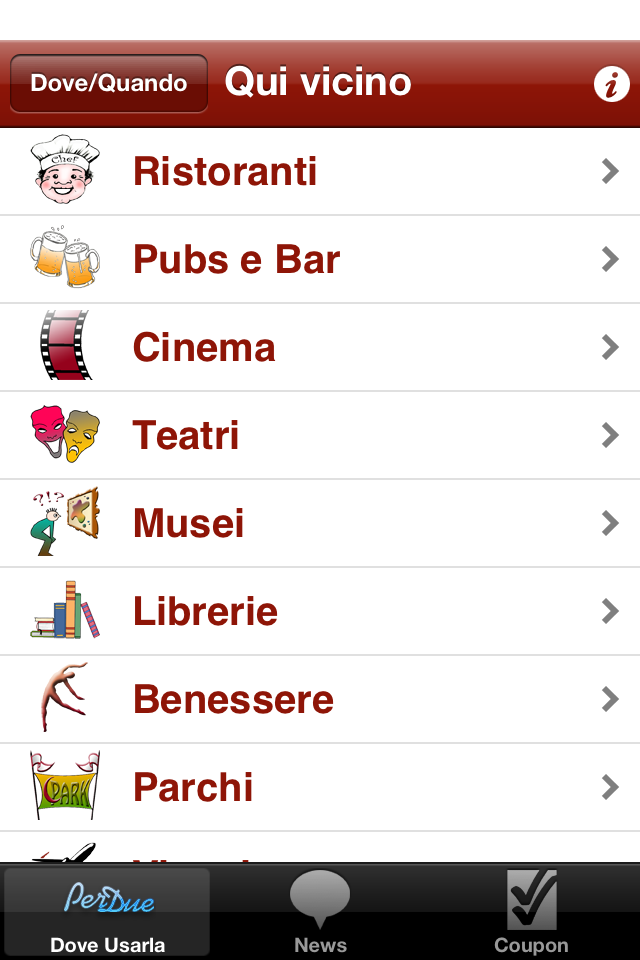 Dove/Quando
Qui vicino
i
Chef
Ristoranti
Pubs e Bar
Cinema
Teatri
?!?
Musei
Librerie
Benessere
PARK
Parchi
PerDue
Dove Usarla
News
Coupon